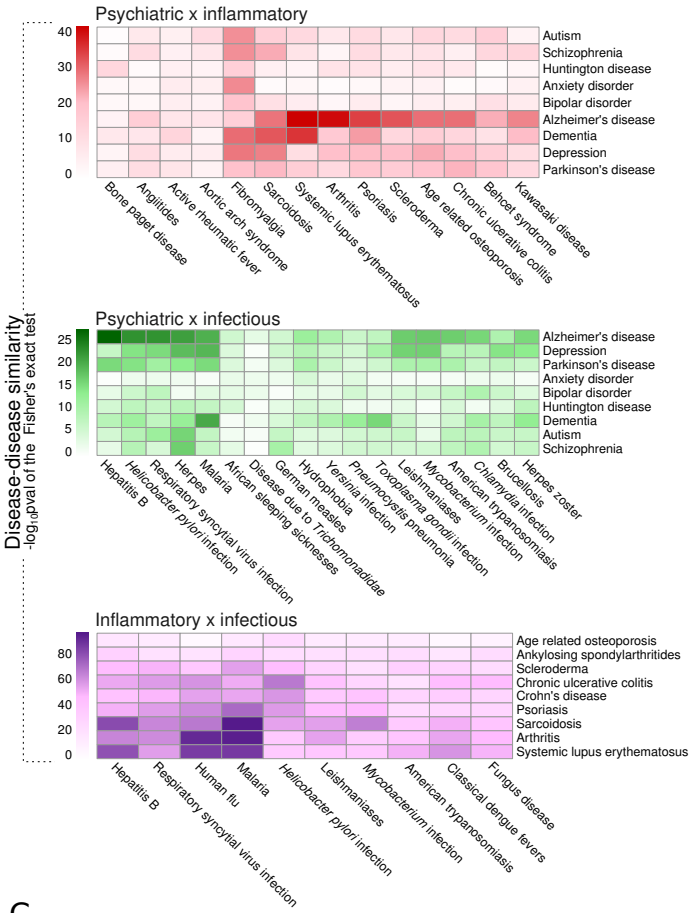 Psychiatric x inflammatory
40
30
20
10
0
Autism
Schizophrenia
Huntington disease
Anxiety disorder
Bipolar disorder
Alzheimer's disease
Dementia
Depression
Parkinson's disease
Bone paget disease
Angiitides
Active rheumatic fever
Aortic arch syndrome
Fibromyalgia
Sarcoidosis
Systemic lupus erythematosus
Arthritis
Psoriasis
Scleroderma
Age related osteoporosis
Chronic ulcerative colitis
Behcet syndrome
Kawasaki disease
Disease-disease similarity
-log₁₀pval of the Fisher's exact test
Psychiatric x infectious
25
20
15
10
5
0
Alzheimer's disease
Depression
Parkinson's disease
Anxiety disorder
Bipolar disorder
Huntington disease
Dementia
Autism
Schizophrenia
Hepatitis B
Helicobacter pylori infection
Respiratory syncytial virus infection
Herpes
Malaria
African sleeping sicknesses
Disease due to Trichomonadidae
German measles
Hydrophobia
Yersinia infection
Pneumocystis pneumonia
Toxoplasma gondii infection
Leishmaniases
Mycobacterium infection
American trypanosomiasis
Chlamydia infection
Brucellosis
Herpes zoster
Inflammatory x infectious
80
60
40
20
0
Age related osteoporosis
Ankylosing spondylarthritides
Scleroderma
Chronic ulcerative colitis
Crohn's disease
Psoriasis
Sarcoidosis
Arthritis
Systemic lupus erythematosus
Hepatitis B
Respiratory syncytial virus infection
Human flu
Malaria
Helicobacter pylori infection
Leishmaniases
Mycobacterium infection
American trypanosomiasis
Classical dengue fevers
Fungus disease